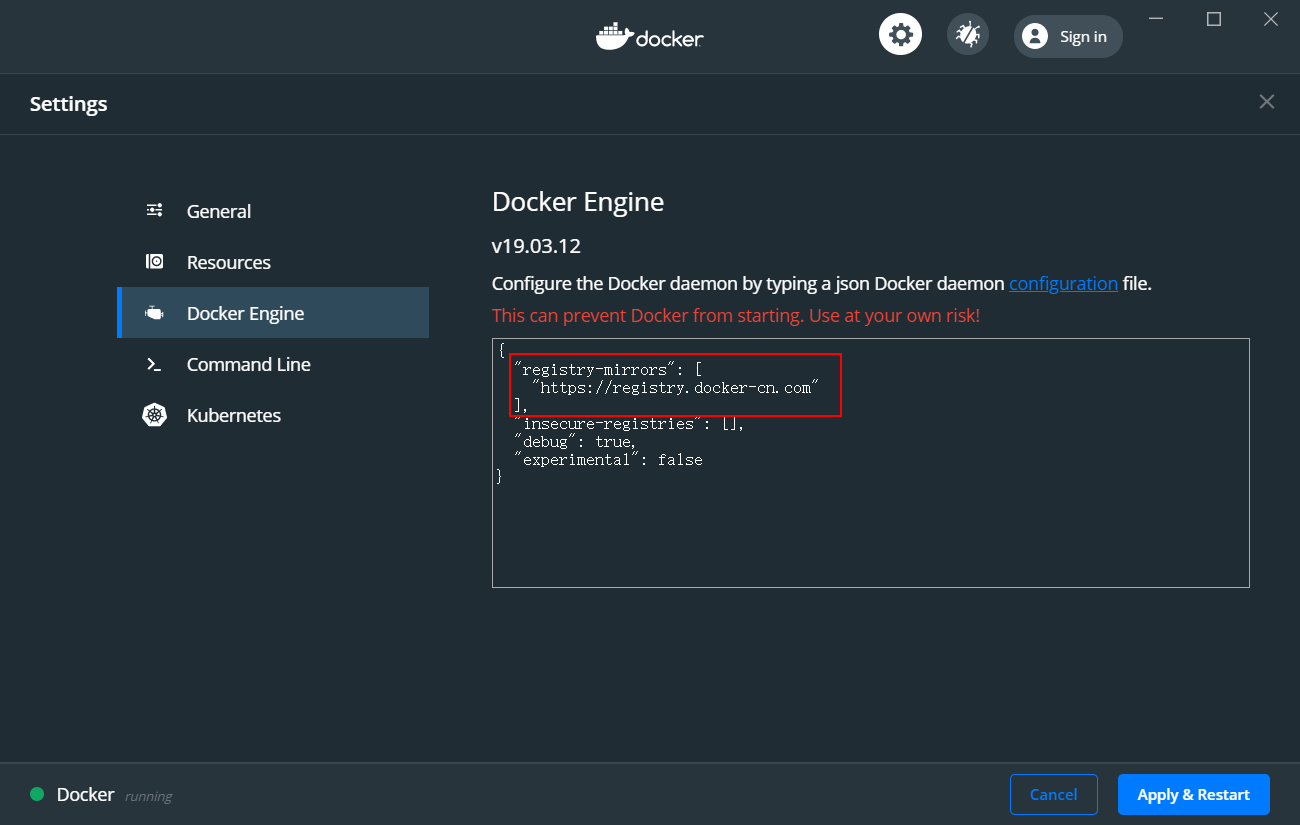 docker
Sign in
Settings
General
Resources
Docker Engine
Command Line
Kubernetes
Docker Engine
v19.03.12
Configure the Docker daemon by typing a json Docker daemon configuration file.
This can prevent Docker from starting. Use at your own risk!
{
"registry-mirrors": [
"https://registry.docker-cn.com"
],
"insecure-registries": [],
"debug": true,
"experimental": false
}
Docker running
Cancel
Apply & Restart